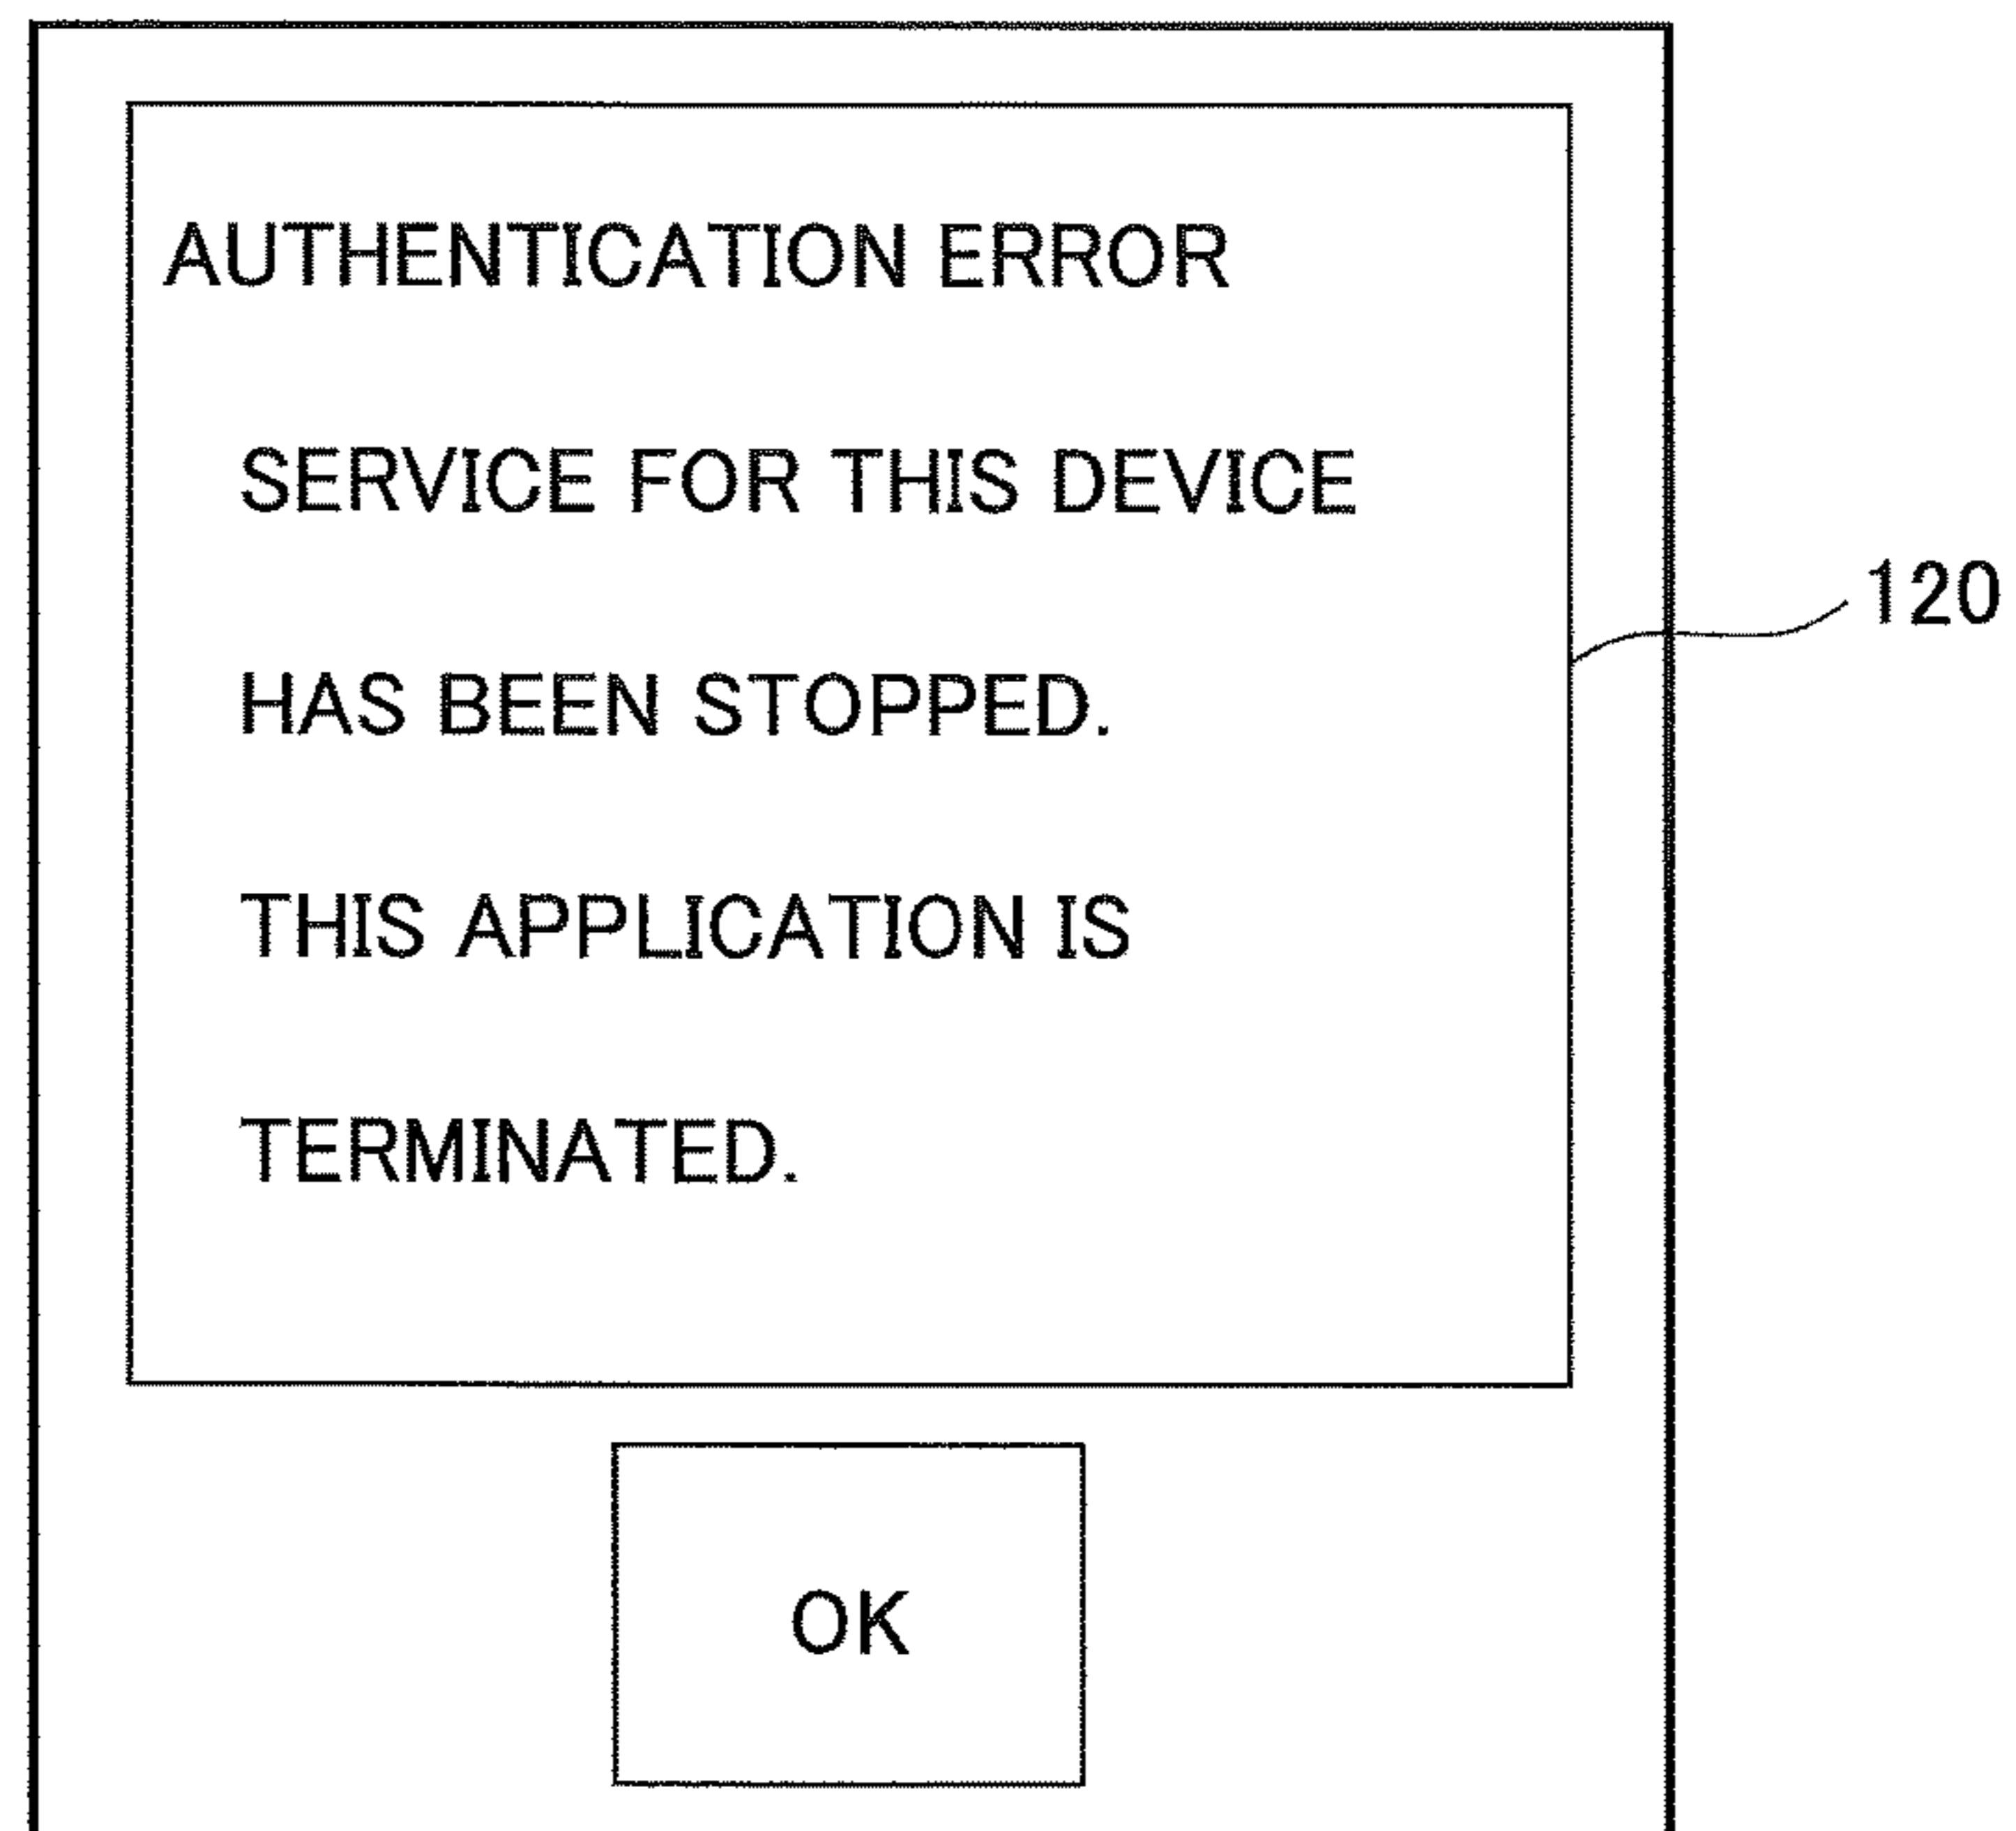 AUTHENTICATION ERROR
SERVICE FOR THIS DEVICE
120
HAS BEEN STOPPED.
THIS APPLICATION IS
TERMINATED.
OK